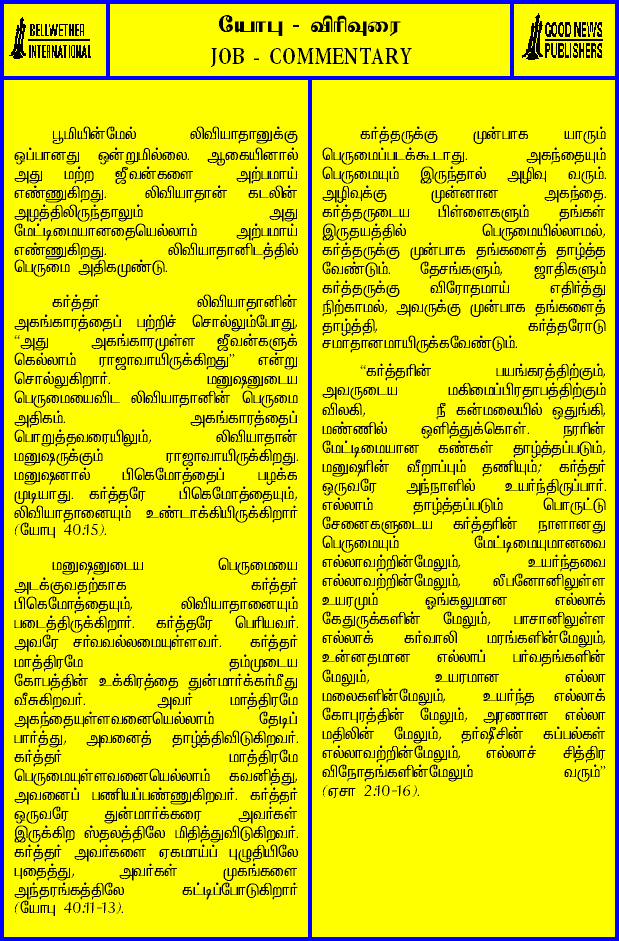 BELLWETHER
INTERNATIONAL
யோபு - விரிவுரை
JOB - COMMENTARY
GOOD NEWS
PUBLISHERS
பூமியின்மேல் லிவியாதானுக்கு
ஒப்பானது ஒன்றுமில்லை. ஆகையினால்
அது மற்ற ஜீவன்களை அற்பமாய்
எண்ணுகிறது. லிவியாதான் கடலின்
அழத்திலிருந்தாலும் அது
மேட்டிமையானதையெல்லாம் அற்பமாய்
எண்ணுகிறது. லிவியாதானிடத்தில்
பெருமை அதிகமுண்டு.
கர்த்தர் லிவியாதானின்
அகங்காரத்தைப் பற்றிச் சொல்லும்போது,
“அது அகங்காரமுள்ள ஜீவன்களுக்
கெல்லாம் ராஜாவாயிருக்கிறது” என்று
சொல்லுகிறார். மனுஷனுடைய
பெருமையைவிட லிவியாதானின் பெருமை
அதிகம். அகங்காரத்தைப்
பொறுத்தவரையிலும், லிவியாதான்
மனுஷருக்கும் ராஜாவாயிருக்கிறது.
மனுஷனால் பிகெமோத்தைப் பழக்க
முடியாது. கர்த்தரே பிகெமோத்தையும்,
லிவியாதானையும் உண்டாக்கியிருக்கிறார்
(யோபு 40:15).
மனுஷனுடைய பெருமையை
அடக்குவதற்காக கர்த்தர்
பிகெமோத்தையும், லிவியாதானையும்
படைத்திருக்கிறார். கர்த்தரே பெரியவர்.
அவரே சர்வவல்லமையுள்ளவர். கர்த்தர்
மாத்திரமே தம்முடைய
கோபத்தின் உக்கிரத்தை துன்மார்க்கர்மீது
வீசுகிறவர். அவர் மாத்திரமே
அகந்தையுள்ளவனையெல்லாம் தேடிப்
பார்த்து, அவனைத் தாழ்த்திவிடுகிறவர்.
கர்த்தர் மாத்திரமே
பெருமையுள்ளவனையெல்லாம் கவனித்து,
அவனைப் பணியப்பண்ணுகிறவர். கர்த்தர்
ஒருவரே துன்மார்க்கரை அவர்கள்
இருக்கிற ஸ்தலத்திலே மிதித்துவிடுகிறவர்.
கர்த்தர் அவர்களை ஏகமாய்ப் புழுதியிலே
புதைத்து, அவர்கள் முகங்களை
அந்தரங்கத்திலே கட்டிப்போடுகிறார்
(யோபு 40:11-13).
கர்த்தருக்கு முன்பாக யாரும்
பெருமைப்படக்கூடாது. அகந்தையும்
பெருமையும் இருந்தால் அழிவு வரும்.
அழிவுக்கு முன்னான அகந்தை.
கர்த்தருடைய பிள்ளைகளும் தங்கள்
இருதயத்தில் பெருமையில்லாமல்,
கர்த்தருக்கு முன்பாக தங்களைத் தாழ்த்த
வேண்டும். தேசங்களும், ஜாதிகளும்
கர்த்தருக்கு விரோதமாய் எதிர்த்து
நிற்காமல், அவருக்கு முன்பாக தங்களைத்
தாழ்த்தி, கர்த்தரோடு
சமாதானமாயிருக்கவேண்டும்.
“கர்த்தரின் பயங்கரத்திற்கும்,
அவருடைய மகிமைப்பிரதாபத்திற்கும்
விலகி, நீ கன்மலையில் ஒதுங்கி,
மண்ணில் ஒளித்துக்கொள். நரரின்
மேட்டிமையான கண்கள் தாழ்த்தப்படும்,
மனுஷரின் வீறாப்பும் தணியும்; கர்த்தர்
ஒருவரே அந்நாளில் உயர்ந்திருப்பார்.
எல்லாம் தாழ்த்தப்படும் பொருட்டு
சேனைகளுடைய கர்த்தரின் நாளானது
பெருமையும் மேட்டிமையுமானவை
எல்லாவற்றின்மேலும், உயர்ந்தவை
எல்லாவற்றின்மேலும், லீபனோனிலுள்ள
உயரமும் ஓங்கலுமான எல்லாக்
கேதுருக்களின் மேலும், பாசானிலுள்ள
எல்லாக் கர்வாலி மரங்களின்மேலும்,
உன்னதமான எல்லாப் பர்வதங்களின்
மேலும், உயரமான எல்லா
மலைகளின்மேலும், உயர்ந்த எல்லாக்
கோபுரத்தின் மேலும், அரணான எல்லா
மதிலின் மேலும், தர்ஷீசின் கப்பல்கள்
எல்லாவற்றின்மேலும், எல்லாச் சித்திர
விநோதங்களின்மேலும் வரும்”
(ஏசா 2:10-16).